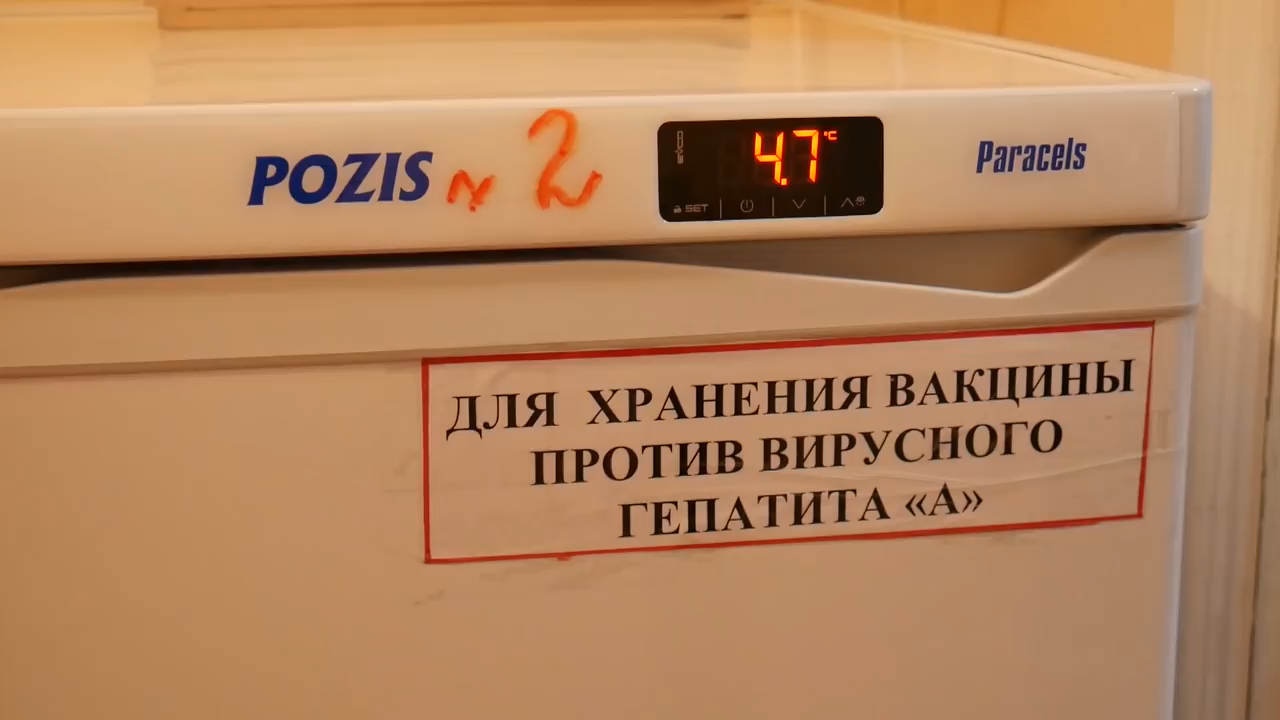 POZIS № 2 4.7 °C Paracels
SET
ДЛЯ ХРАНЕНИЯ ВАКЦИНЫ
ПРОТИВ ВИРУСНОГО
ГЕПАТИТА «А»